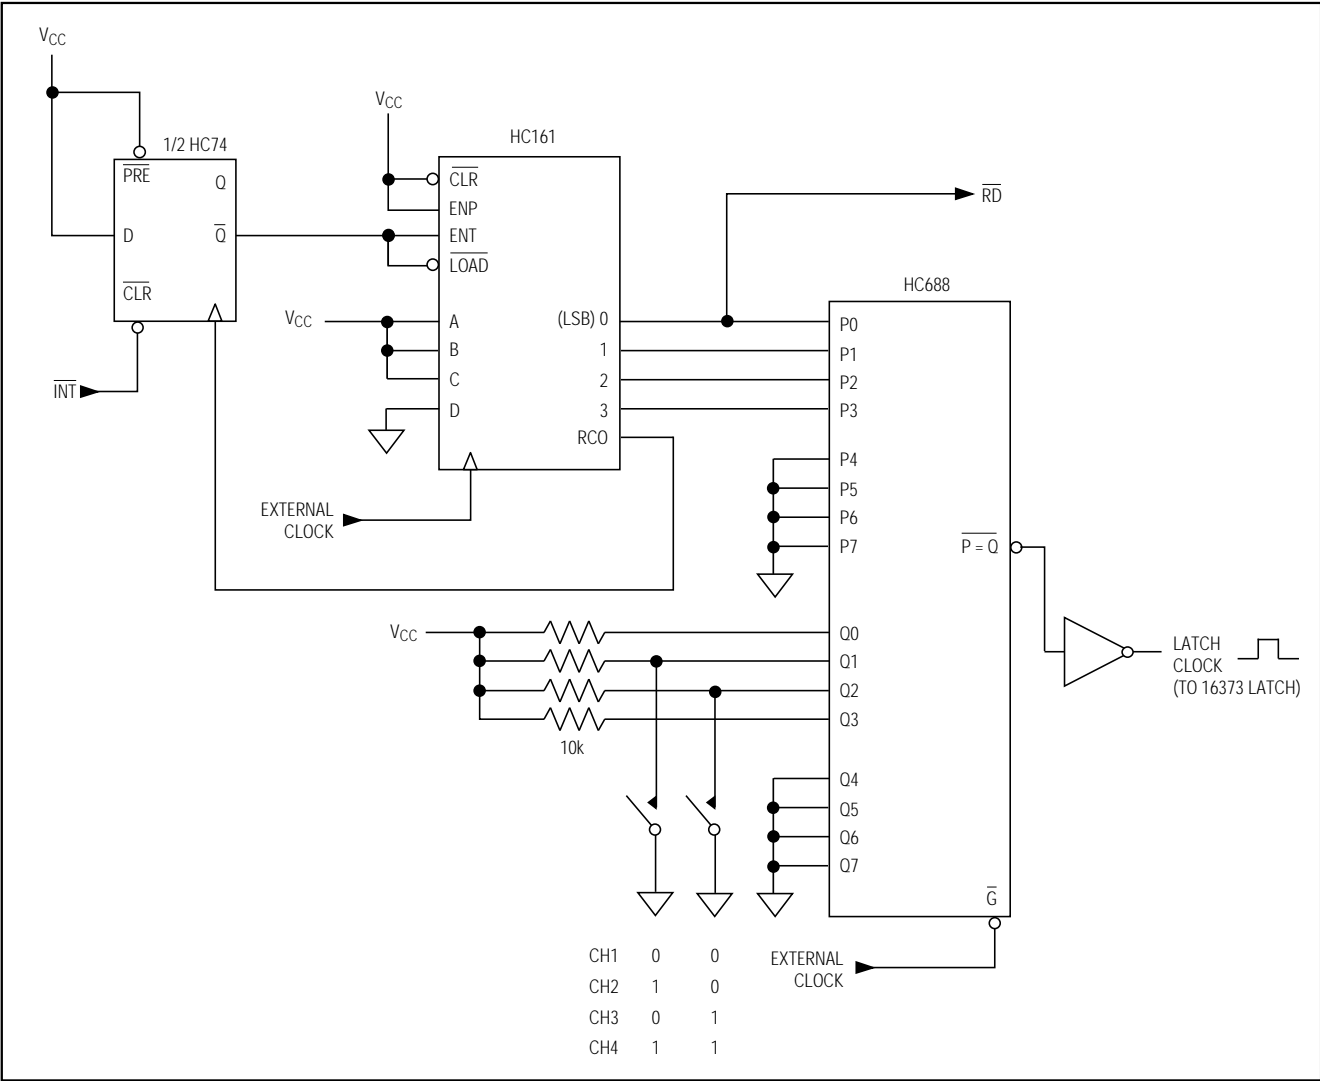 VCC
1/2 HC74
PRE
Q
D
Q
CLR
INT
VCC
HC161
CLR
ENP
ENT
LOAD
VCC
A
B
C
D
(LSB) 0
1
2
3
RCO
EXTERNAL
CLOCK
RD
HC688
P0
P1
P2
P3
P4
P5
P6
P7
P = Q
VCC
10k
Q0
Q1
Q2
Q3
Q4
Q5
Q6
Q7
G
LATCH
CLOCK
(TO 16373 LATCH)
EXTERNAL
CLOCK
CH1 0 0
CH2 1 0
CH3 0 1
CH4 1 1